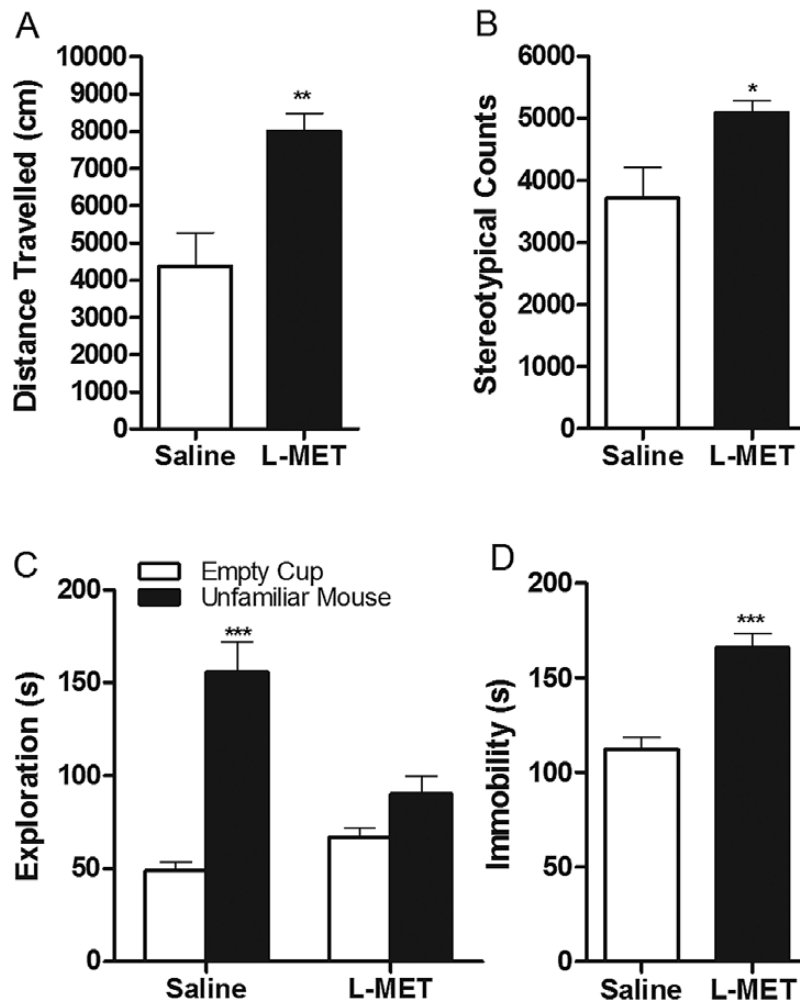 A
Distance Travelled (cm)
10000
9000
8000
7000
6000
5000
4000
3000
2000
1000
0
**
Saline L-MET
B
Stereotypical Counts
6000
5000
4000
3000
2000
1000
0
*
Saline L-MET
C
Empty Cup
Unfamiliar Mouse
Exploration (s)
200
150
100
50
0
***
Saline L-MET
D
Immobility (s)
200
150
100
50
0
***
Saline L-MET